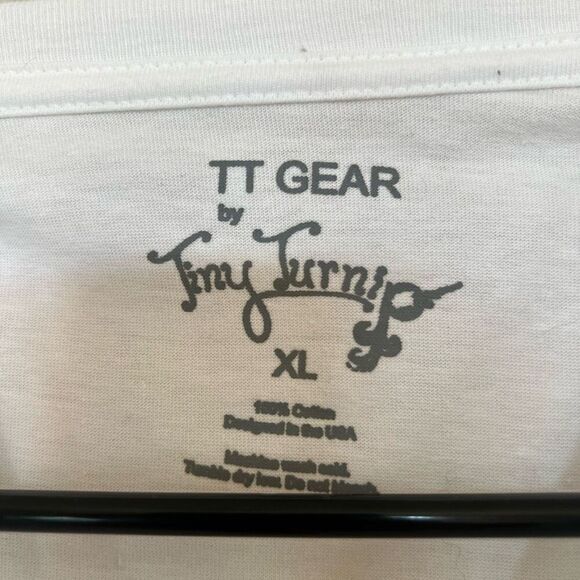 TT GEAR
by
Tiny Turnip
XL
100% Cotton
Designed in the USA
Machine wash cold.
Tumble dry low. Do not bleach.